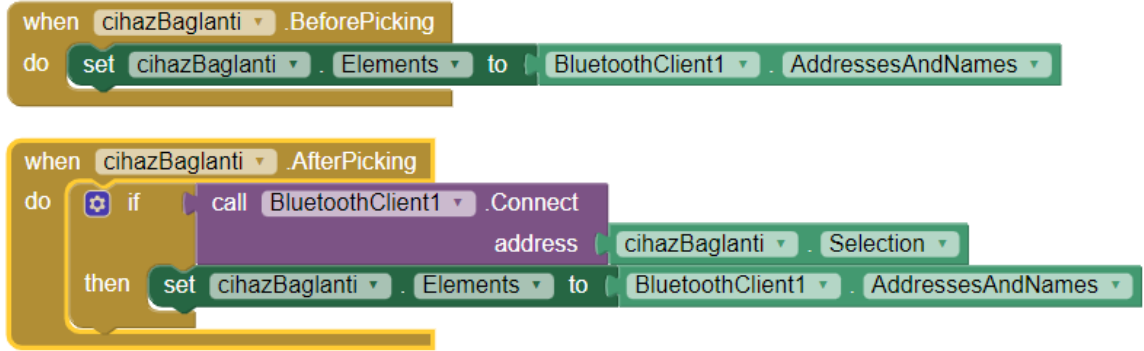 when cihazBaglanti .BeforePicking
do set cihazBaglanti . Elements to BluetoothClient1 . AddressesAndNames
when cihazBaglanti .AfterPicking
do if call BluetoothClient1 .Connect
address cihazBaglanti . Selection
then set cihazBaglanti . Elements to BluetoothClient1 . AddressesAndNames